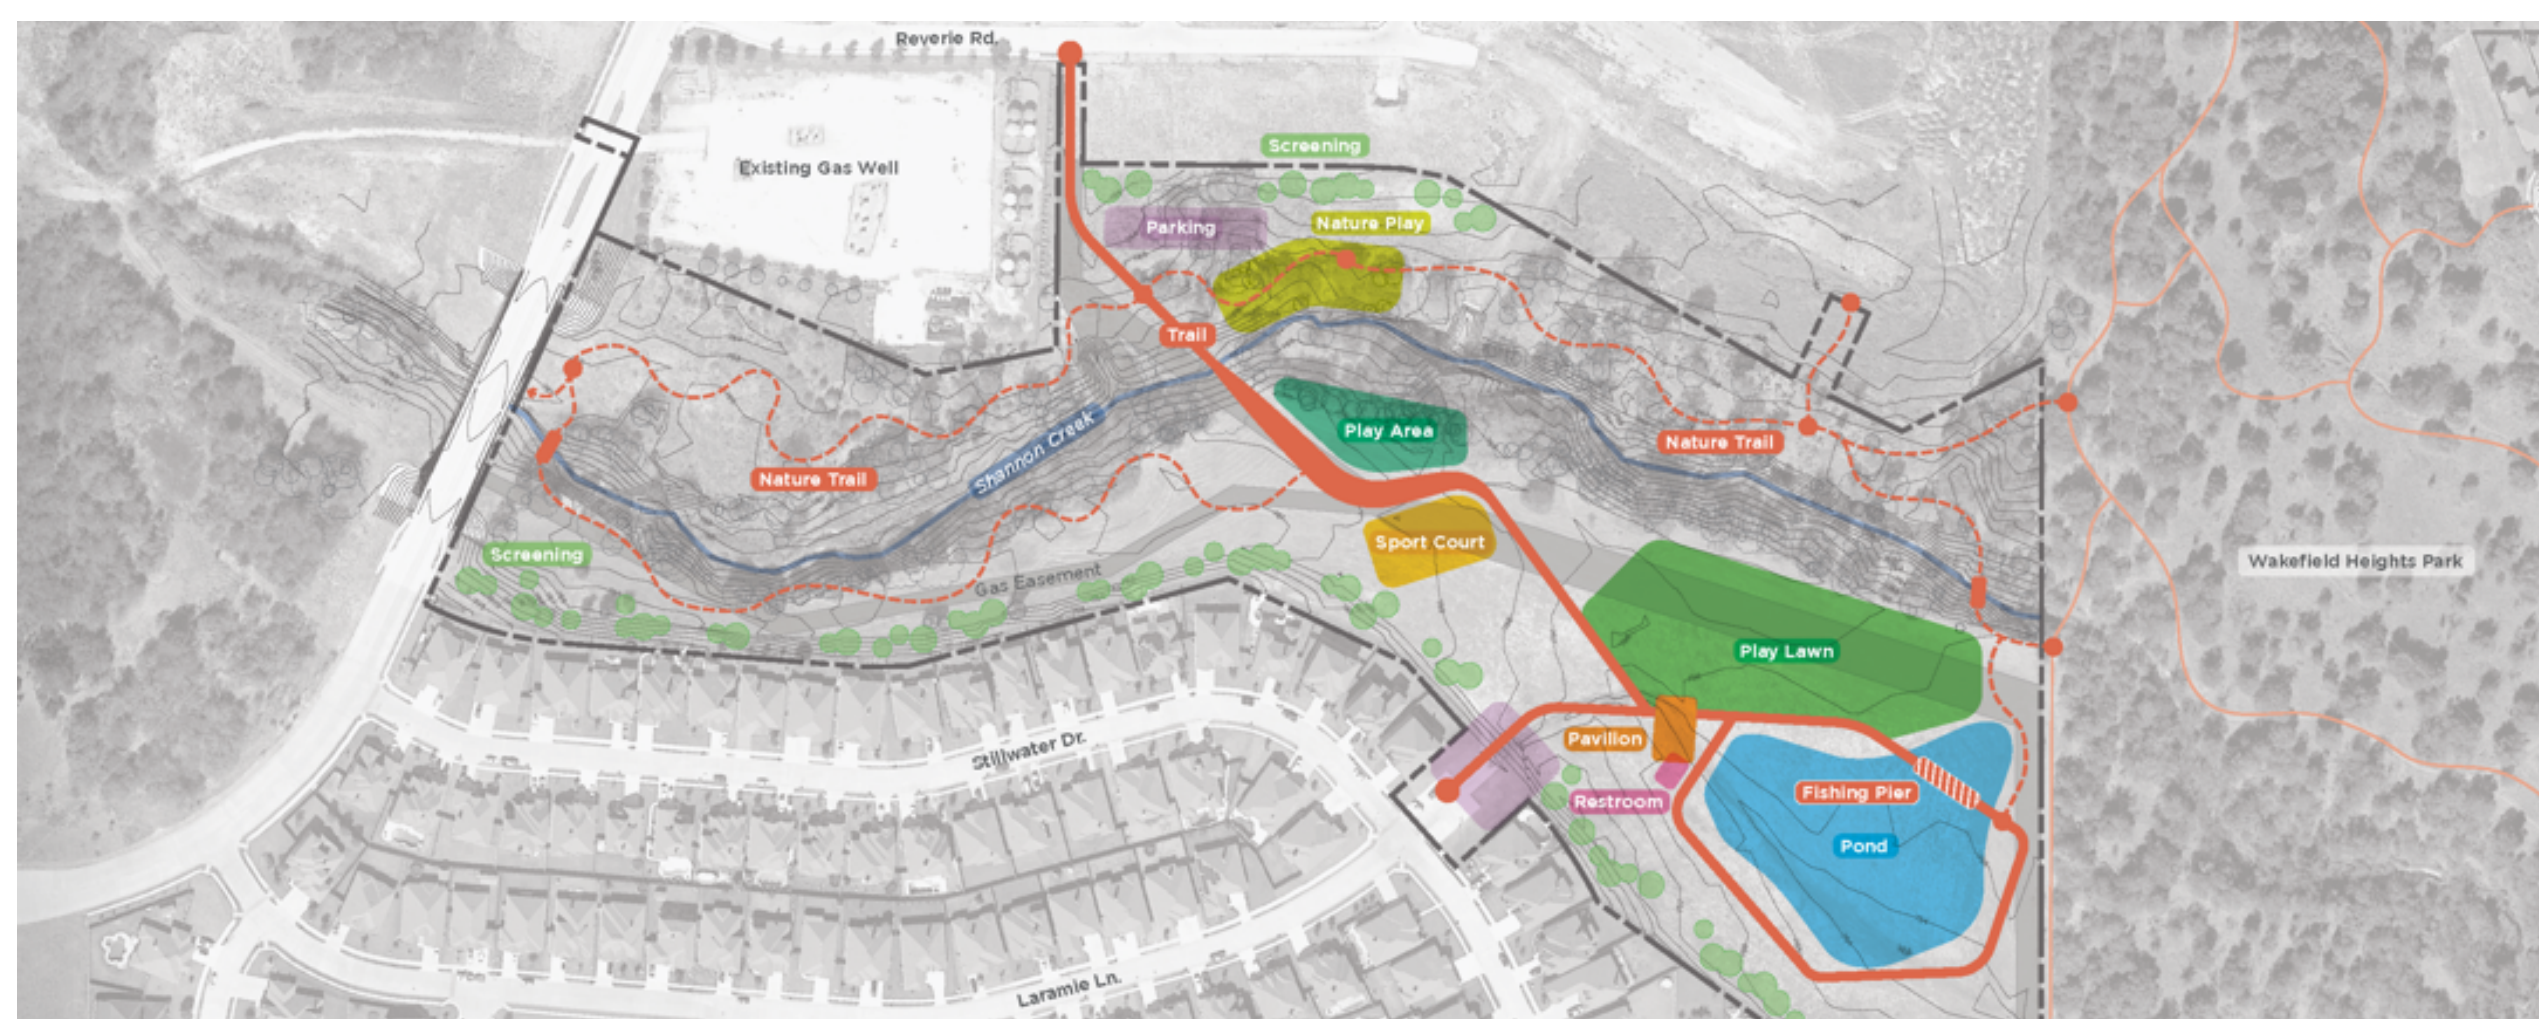 Reverie Rd.
Screening
Existing Gas Well
Parking
Nature Play
Trail
Play Area
Shannon Creek
Nature Trail
Nature Trail
Sport Court
Screening
Gas Easement
Wakefield Heights Park
Play Lawn
Stillwater Dr.
Pavilion
Fishing Pier
Restroom
Pond
Laramie Ln.